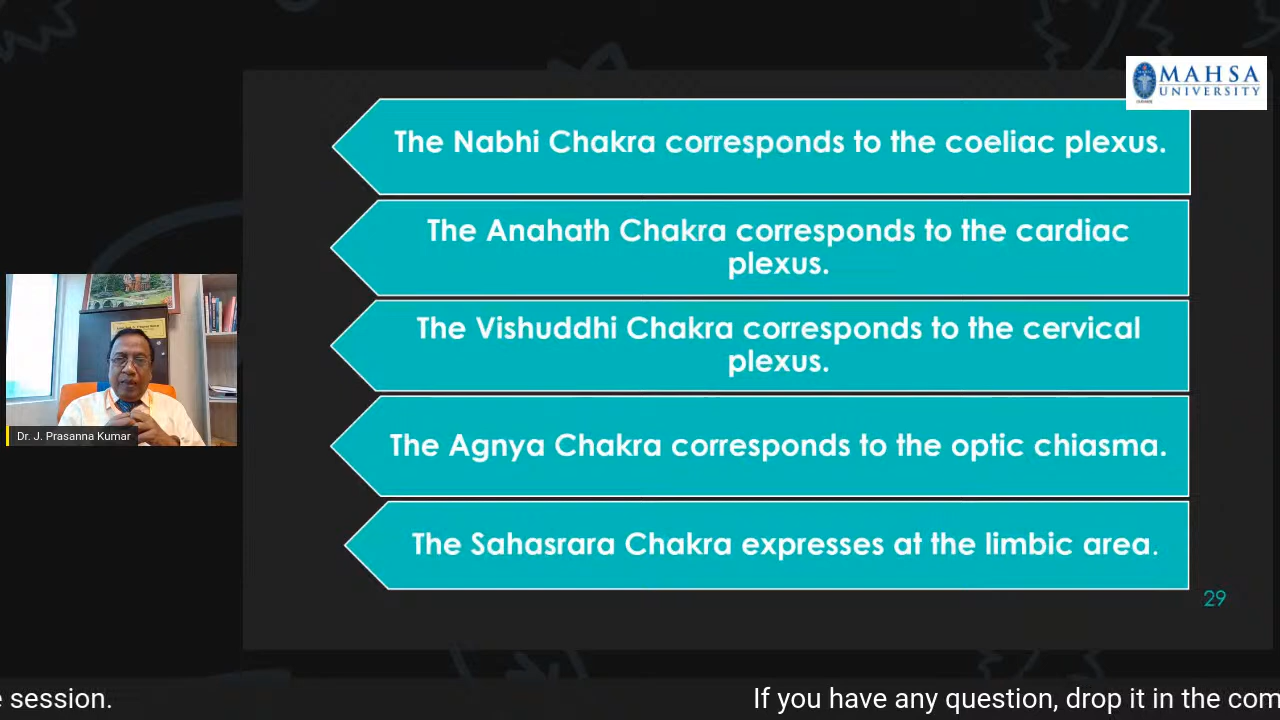 MAHSA
UNIVERSITY
The Nabhi Chakra corresponds to the coeliac plexus.
The Anahath Chakra corresponds to the cardiac
plexus.
The Vishuddhi Chakra corresponds to the cervical
plexus.
The Agnya Chakra corresponds to the optic chiasma.
The Sahasrara Chakra expresses at the limbic area.
29
Dr. J. Prasanna Kumar
e session.
If you have any question, drop it in the com